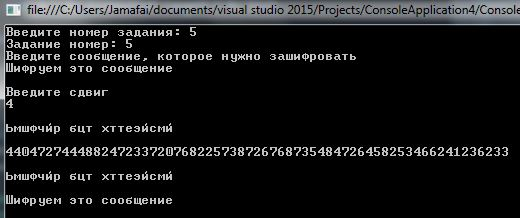 file:///C:/Users/Jamafai/documents/visual studio 2015/Projects/ConsoleApplication4/Consol
Введите номер задания: 5
Задание номер: 5
Введите сообщение, которое нужно зашифровать
Шифруем это сообщение
Введите сдвиг
4
Ьмшфчйр бцт хттеэйсмй
440472744488247233720768225738726768735484726458253466241236233
Ьмшфчйр бцт хттеэйсмй
Шифруем это сообщение